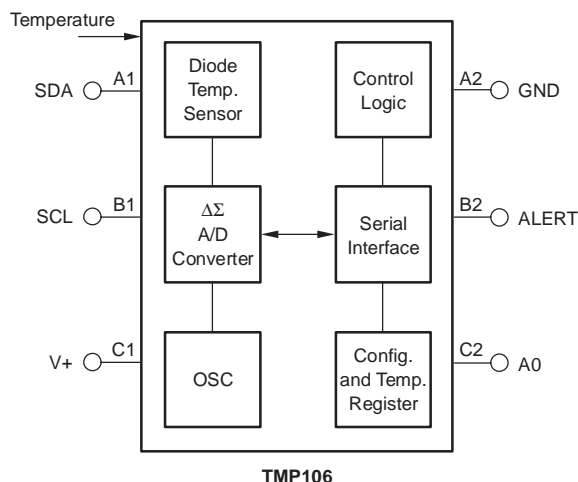 Temperature
SDA
A1
Diode
Temp.
Sensor
Control
Logic
A2
GND
SCL
B1
ΔΣ
A/D
Converter
Serial
Interface
B2
ALERT
V+
C1
OSC
Config.
and Temp.
Register
C2
A0
TMP106